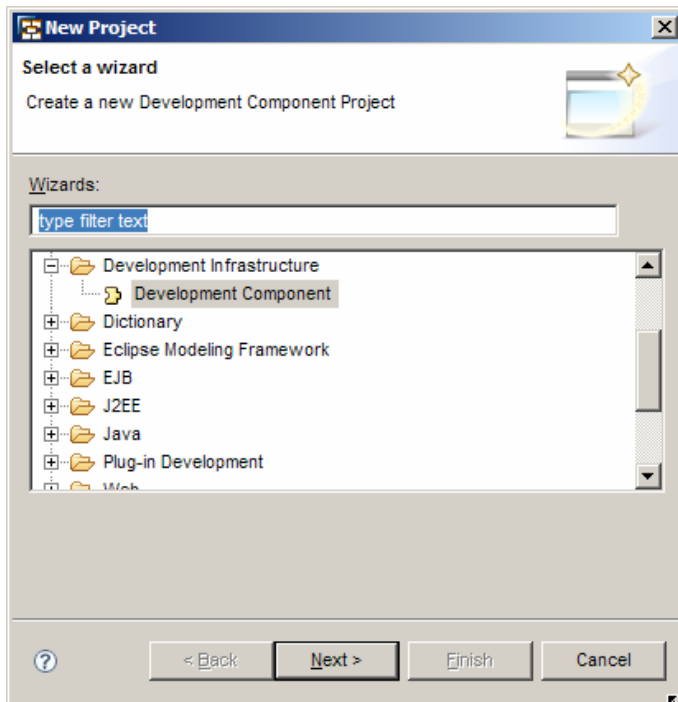 New Project
Select a wizard
Create a new Development Component Project
Wizards:
type filter text
Development Infrastructure
Development Component
Dictionary
Eclipse Modeling Framework
EJB
J2EE
Java
Plug-in Development
Web
< Back Next > Finish Cancel